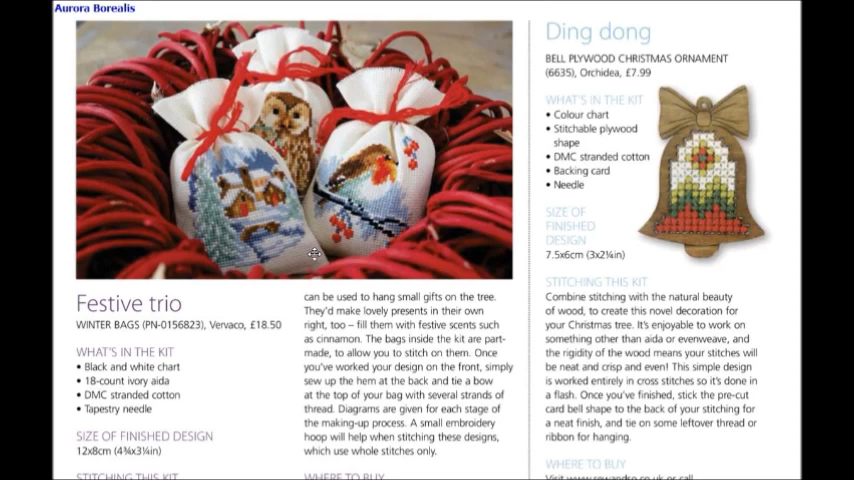 Aurora Borealis
Festive trio
WINTER BAGS (PN-0156823), Vervaco, £18.50
WHAT'S IN THE KIT
• Black and white chart
• 18-count ivory aida
• DMC stranded cotton
• Tapestry needle
SIZE OF FINISHED DESIGN
12x8cm (4¾x3¼in)
STITCHING THIS KIT
can be used to hang small gifts on the tree.
They'd make lovely presents in their own
right, too – fill them with festive scents such
as cinnamon. The bags inside the kit are part-
made, to allow you to stitch on them. Once
you've worked your design on the front, simply
sew up the hem at the back and tie a bow
at the top of your bag with several strands of
thread. Diagrams are given for each stage of
the making-up process. A small embroidery
hoop will help when stitching these designs,
which use whole stitches only.
WHERE TO BUY
Ding dong
BELL PLYWOOD CHRISTMAS ORNAMENT
(6635), Orchidea, £7.99
WHAT'S IN THE KIT
• Colour chart
• Stitchable plywood
shape
• DMC stranded cotton
• Backing card
• Needle
SIZE OF
FINISHED
DESIGN
7.5x6cm (3x2¼in)
STITCHING THIS KIT
Combine stitching with the natural beauty
of wood, to create this novel decoration for
your Christmas tree. It's enjoyable to work on
something other than aida or evenweave, and
the rigidity of the wood means your stitches will
be neat and crisp and even! This simple design
is worked entirely in cross stitches so it's done in
a flash. Once you've finished, stick the pre-cut
card bell shape to the back of your stitching for
a neat finish, and tie on some leftover thread or
ribbon for hanging.
WHERE TO BUY
Visit www.sewandso.co.uk or call